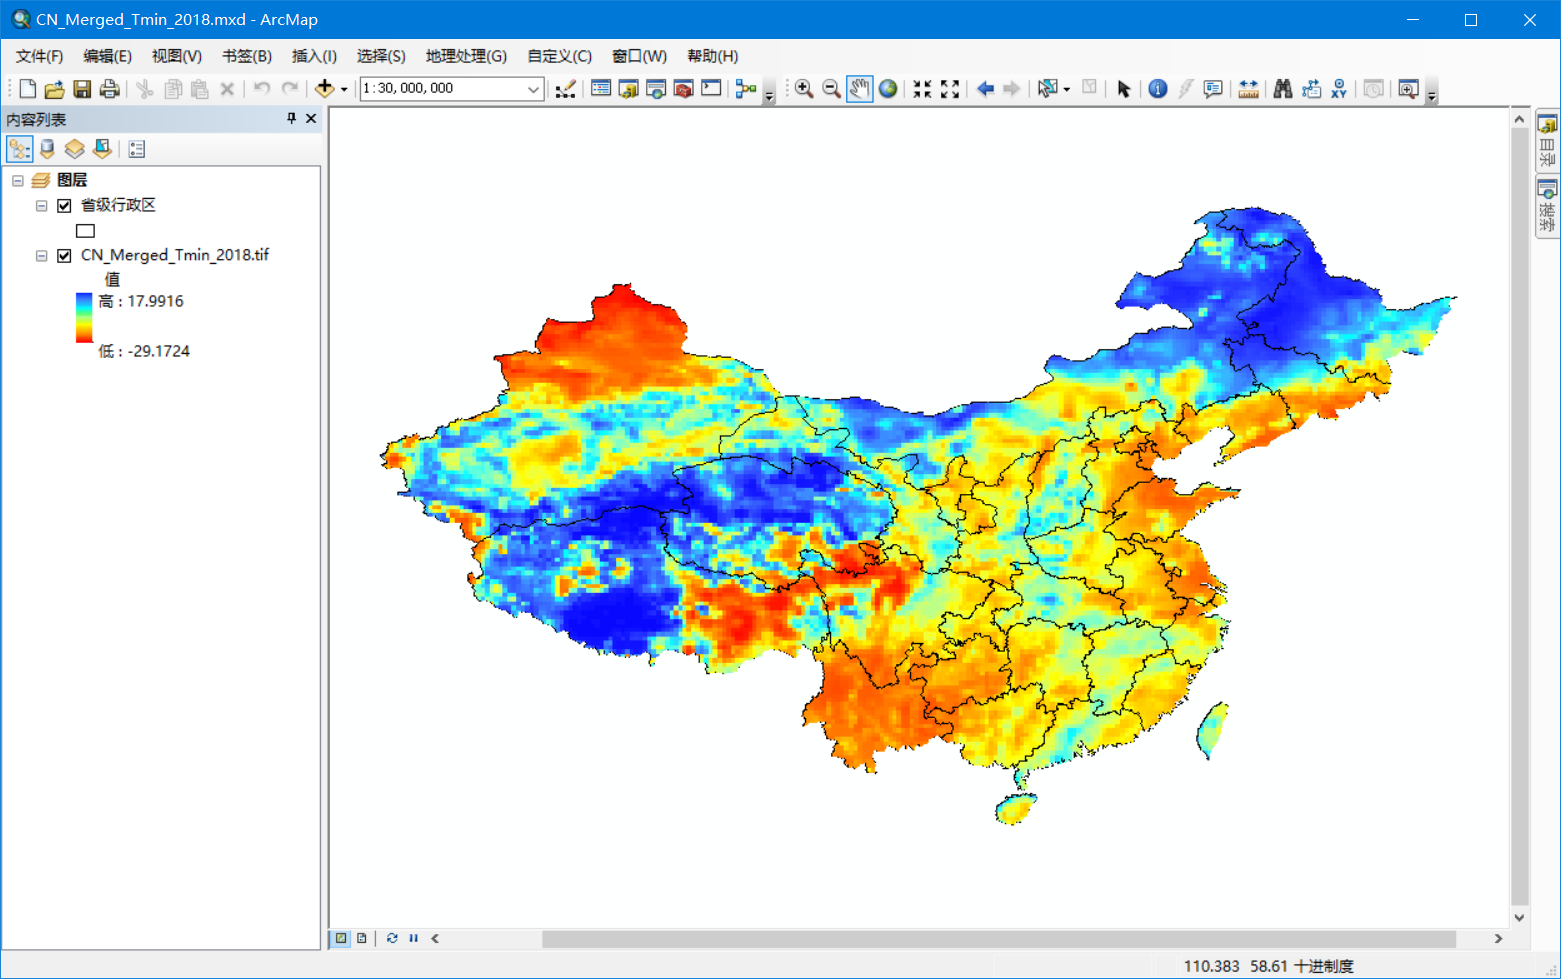 CN_Merged_Tmin_2018.mxd - ArcMap
文件(F) 编辑(E) 视图(V) 书签(B) 插入(I) 选择(S) 地理处理(G) 自定义(C) 窗口(W) 帮助(H)
1:30,000,000
XY
内容列表
图层
省级行政区
CN_Merged_Tmin_2018.tif
值
高 : 17.9916
低 : -29.1724
目录
搜索
110.383 58.61 十进制度